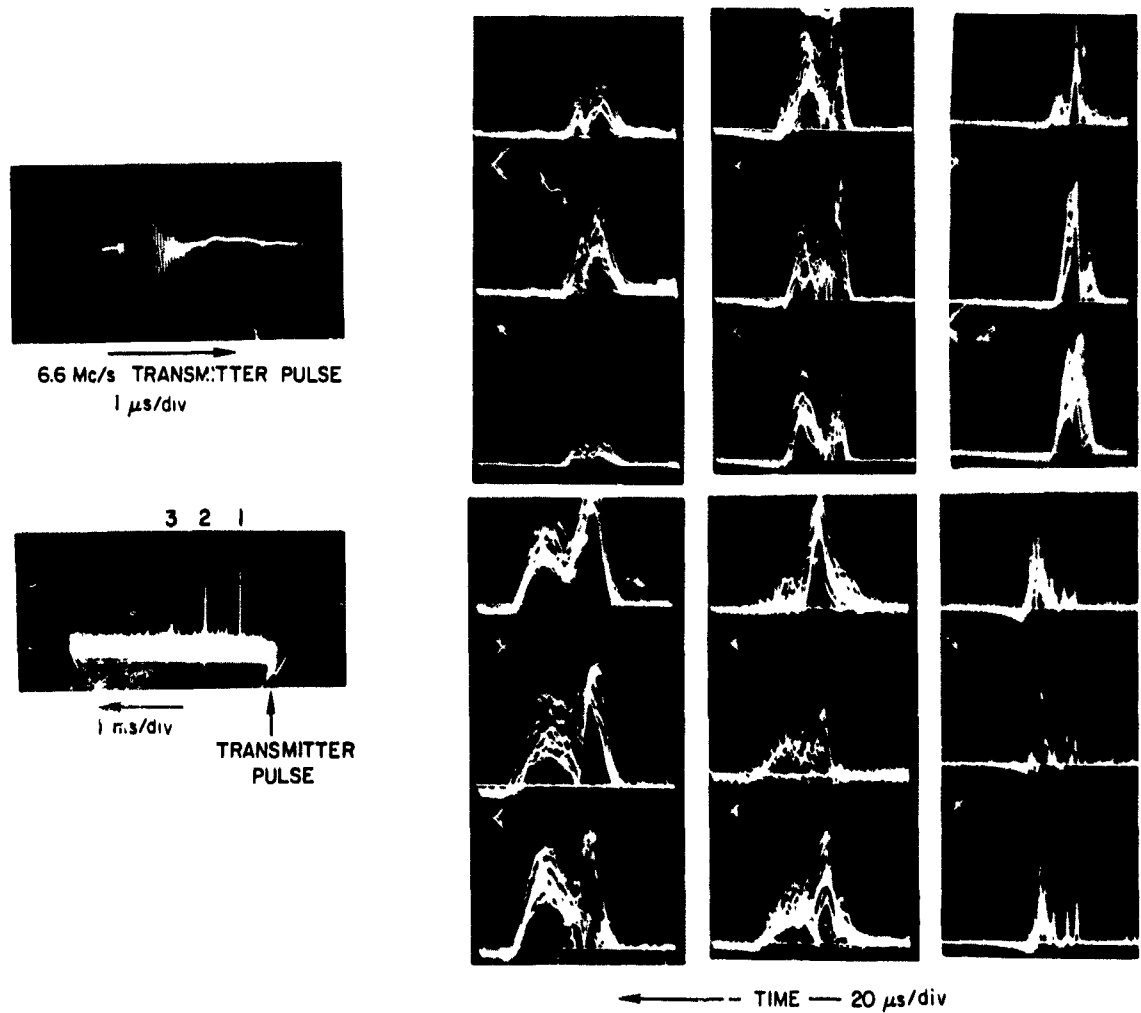 6.6 Mc/s TRANSMITTER PULSE
1 μs/div
3 2 1
1 ms/div
TRANSMITTER
PULSE
TIME 20 μs/div